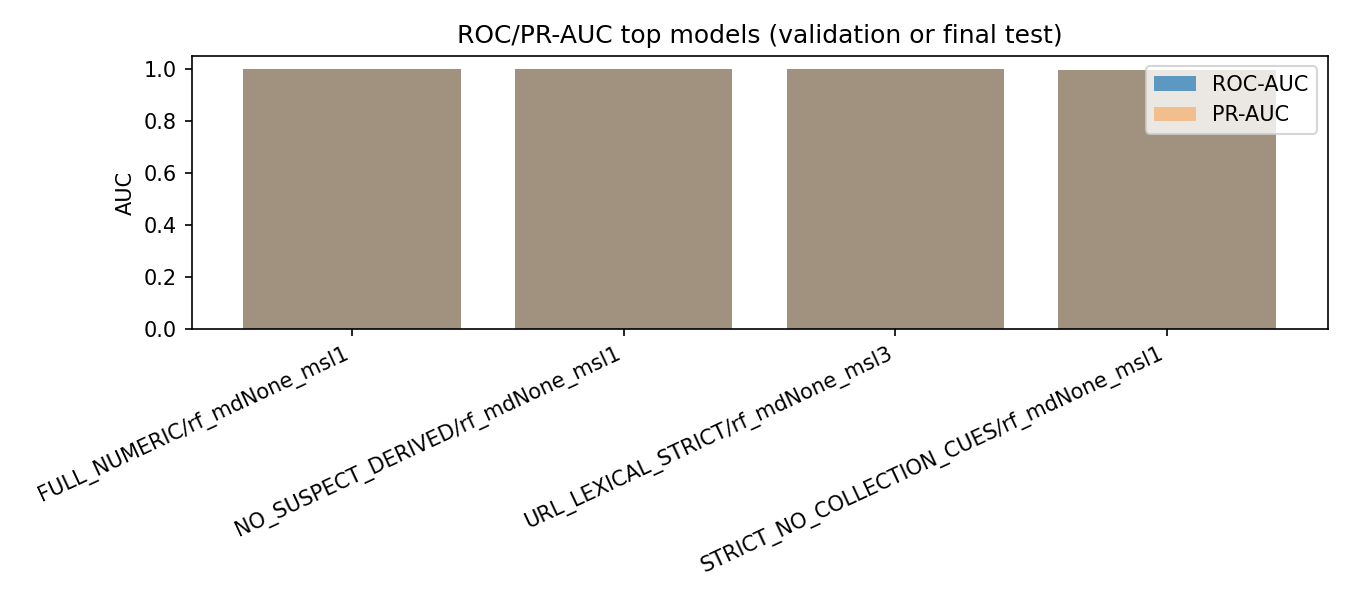 ROC/PR-AUC top models (validation or final test)
1.0
0.8
0.6
0.4
0.2
0.0
AUC
ROC-AUC
PR-AUC
FULL_NUMERIC/rf_mdNone_msl1
NO_SUSPECT_DERIVED/rf_mdNone_msl1
URL_LEXICAL_STRICT/rf_mdNone_msl3
STRICT_NO_COLLECTION_CUES/rf_mdNone_msl1